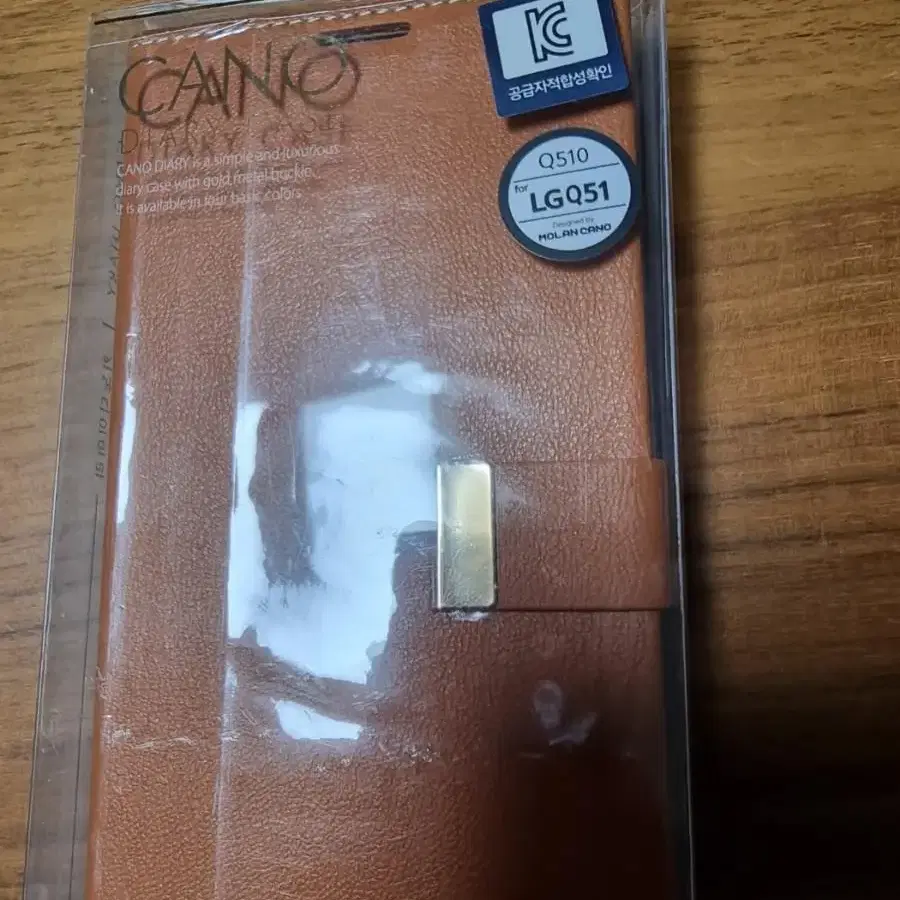 CANO
DIARY CASE
CANO DIARY is a simple and luxurious
diary case with gold metal buckle.
It is available in four basic colors.
KC
공급자적합성확인
Q510
for
LG Q51
Designed by
MOLAN CANO